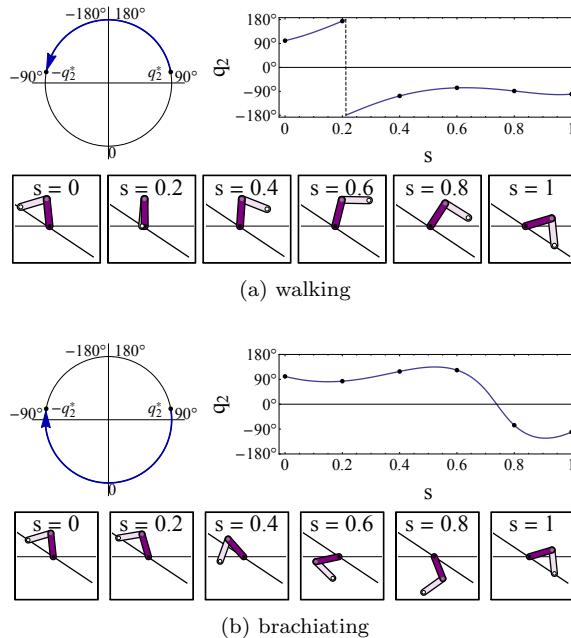 −180° 180°
−90° −q₂* q₂* 90°
0
180°
90°
0°
−90°
−180°
q₂
0 0.2 0.4 0.6 0.8 1
s
s = 0 s = 0.2 s = 0.4 s = 0.6 s = 0.8 s = 1
(a) walking
−180° 180°
−90° −q₂* q₂* 90°
0
180°
90°
0°
−90°
−180°
q₂
0 0.2 0.4 0.6 0.8 1
s
s = 0 s = 0.2 s = 0.4 s = 0.6 s = 0.8 s = 1
(b) brachiating